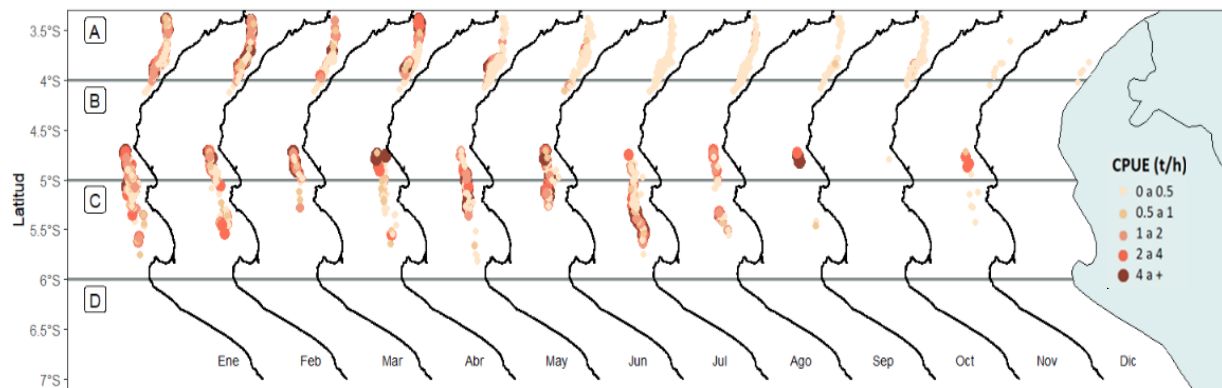 3.5°S
A
4°S
B
4.5°S
5°S
C
5.5°S
6°S
D
6.5°S
7°S
Latitud
CPUE (t/h)
0 a 0.5
0.5 a 1
1 a 2
2 a 4
4 a +
Ene Feb Mar Abr May Jun Jul Ago Sep Oct Nov Dic